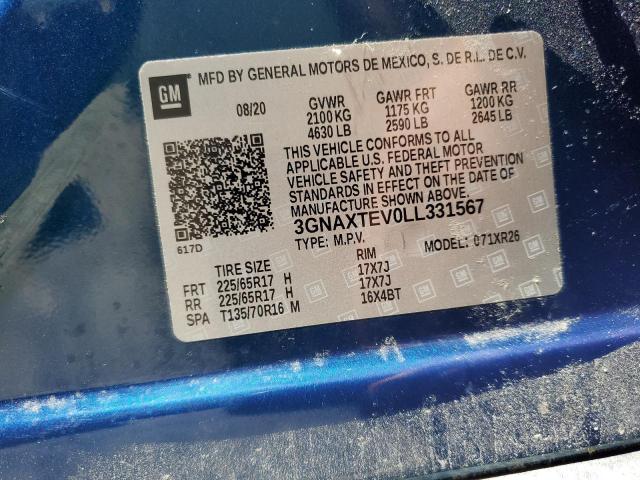 GM
MFD BY GENERAL MOTORS DE MEXICO, S. DE R.L. DE C.V.
08/20 GVWR GAWR FRT GAWR RR
2100 KG 1175 KG 1200 KG
4630 LB 2590 LB 2645 LB
THIS VEHICLE CONFORMS TO ALL
APPLICABLE U.S. FEDERAL MOTOR
VEHICLE SAFETY AND THEFT PREVENTION
STANDARDS IN EFFECT ON THE DATE OF
MANUFACTURE SHOWN ABOVE.
617D
3GNAXTEV0LL331567
TYPE: M.P.V. MODEL: 071XR26
TIRE SIZE RIM
FRT 225/65R17 H 17X7J
RR 225/65R17 H 17X7J
SPA T135/70R16 M 16X4BT